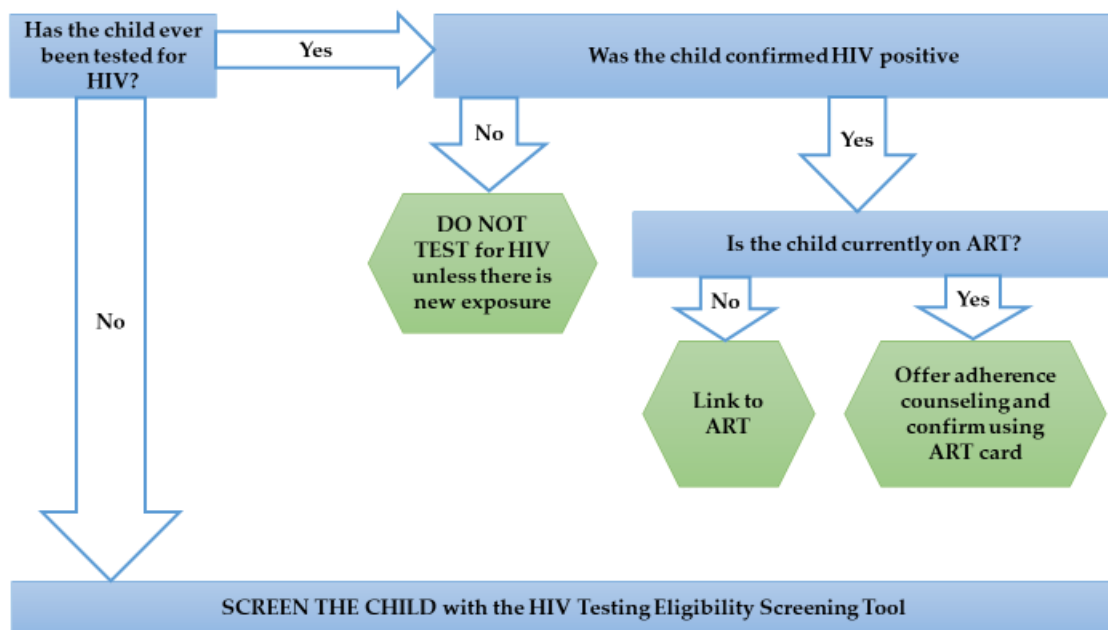 Has the child ever
been tested for
HIV?
Yes
Was the child confirmed HIV positive
No
Yes
DO NOT
TEST for HIV
unless there is
new exposure
Is the child currently on ART?
No
No
Yes
Link to
ART
Offer adherence
counseling and
confirm using
ART card
SCREEN THE CHILD with the HIV Testing Eligibility Screening Tool